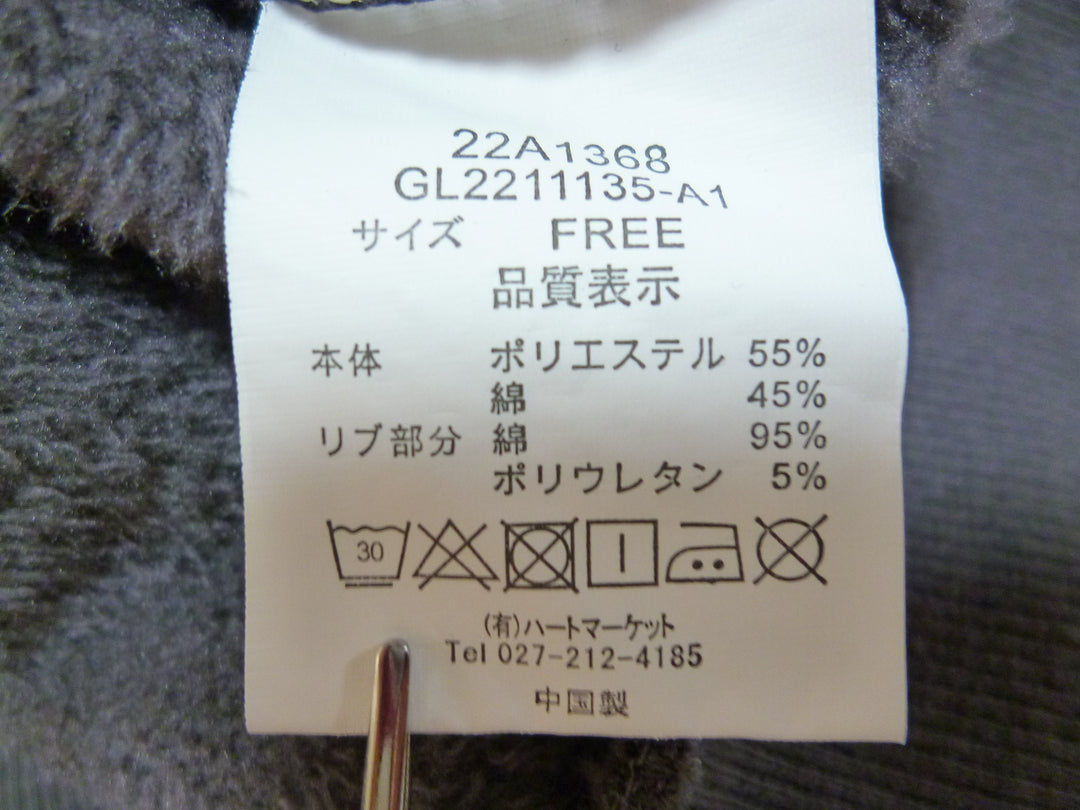 22A1368
GL2211135-A1
サイズ FREE
品質表示
本体 ポリエステル 55%
綿 45%
リブ部分 綿 95%
ポリウレタン 5%
30
(有)ハートマーケット
Tel 027-212-4185
中国製